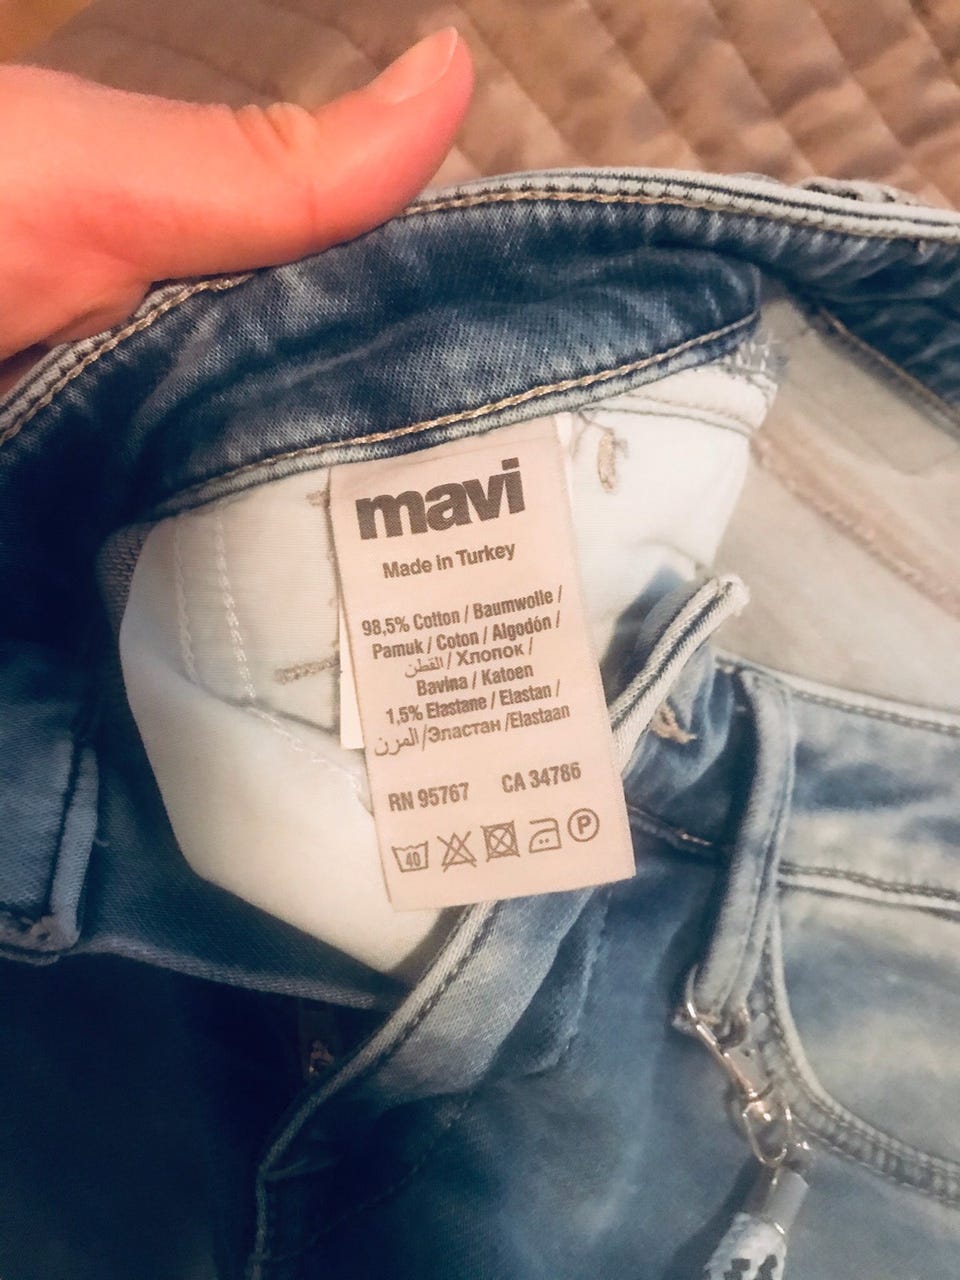 mavi
Made in Turkey
98,5% Cotton / Baumwolle /
Pamuk / Coton / Algodón /
القطن / Хлопок /
Bavina / Katoen
1,5% Elastane / Elastan /
المرن/Эластан /Elastaan
RN 95767 CA 34786
40 P